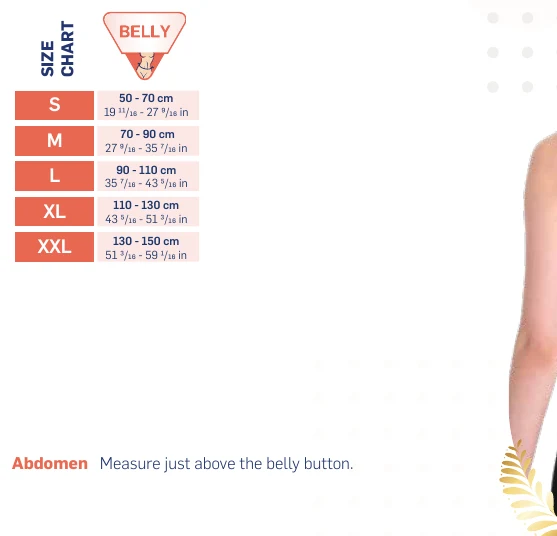 SIZE
CHART
BELLY
S
50 - 70 cm
19 ¹¹/₁₆ - 27 ⁹/₁₆ in
M
70 - 90 cm
27 ⁹/₁₆ - 35 ⁷/₁₆ in
L
90 - 110 cm
35 ⁷/₁₆ - 43 ⁵/₁₆ in
XL
110 - 130 cm
43 ⁵/₁₆ - 51 ³/₁₆ in
XXL
130 - 150 cm
51 ³/₁₆ - 59 ¹/₁₆ in
Abdomen Measure just above the belly button.